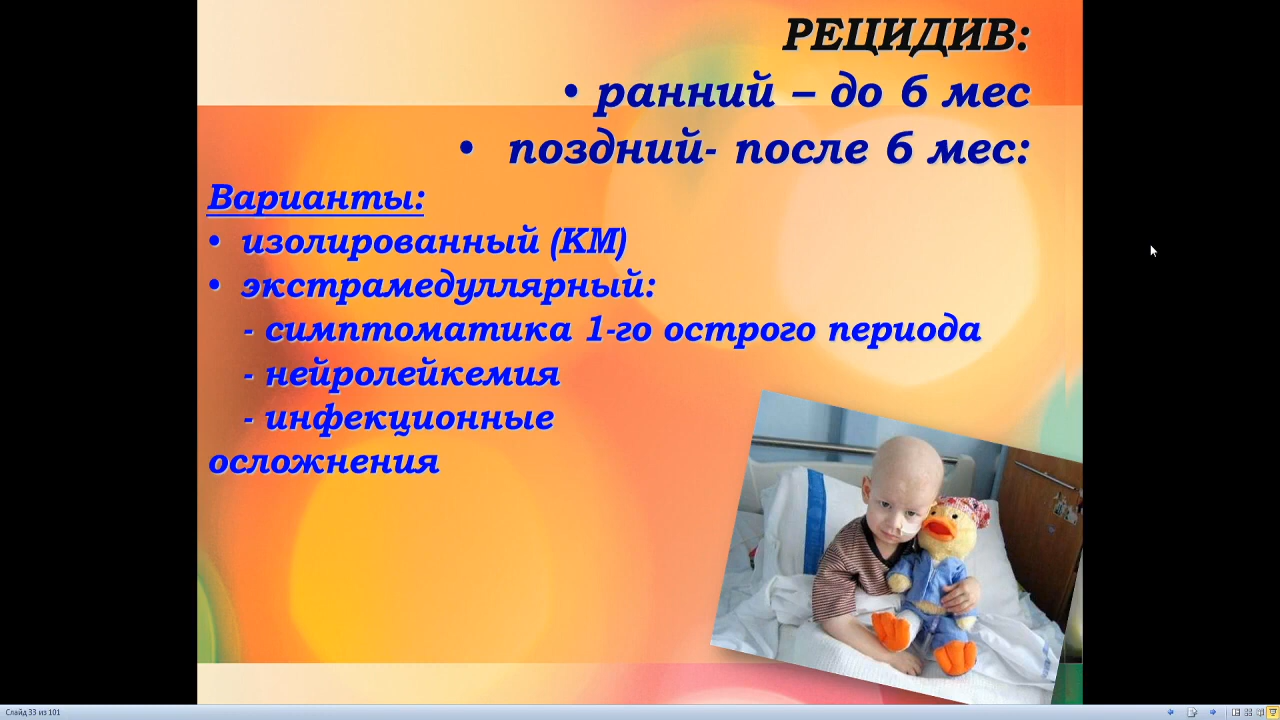 РЕЦИДИВ:
• ранний – до 6 мес
• поздний- после 6 мес:
Варианты:
• изолированный (КМ)
• экстрамедуллярный:
- симптоматика 1-го острого периода
- нейролейкемия
- инфекционные
осложнения
Слайд 33 из 101